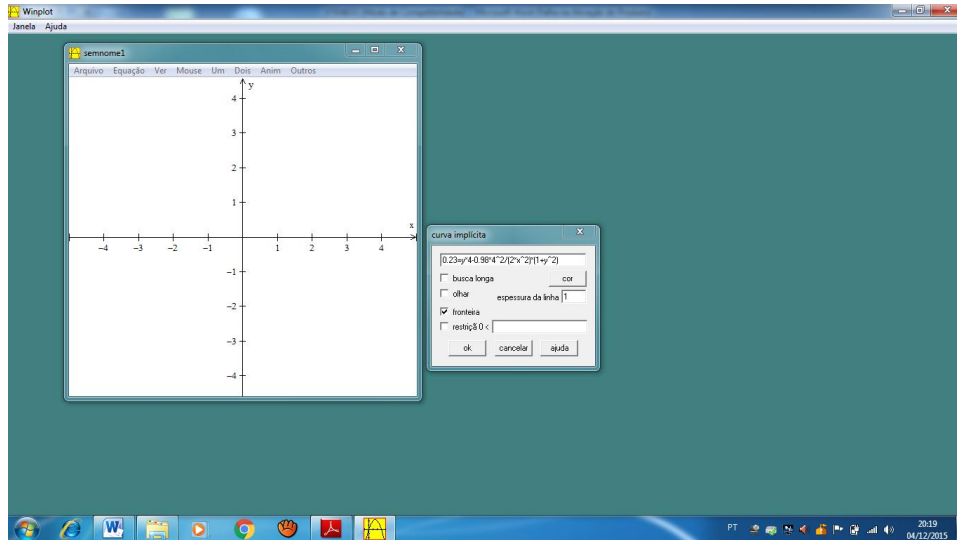 Winplot
Janela Ajuda
semnome1
Arquivo Equação Ver Mouse Um Dois Anim Outros
y
4
3
2
1
x
-4 -3 -2 -1 1 2 3 4
-1
-2
-3
-4
curva implícita
0.23=y*4-0.98*4^2/(2*x^2)*(1+y^2)
busca longa cor
olhar espessura da linha 1
fronteira
restriçã 0 <
ok cancelar ajuda
PT 20:19
04/12/2015